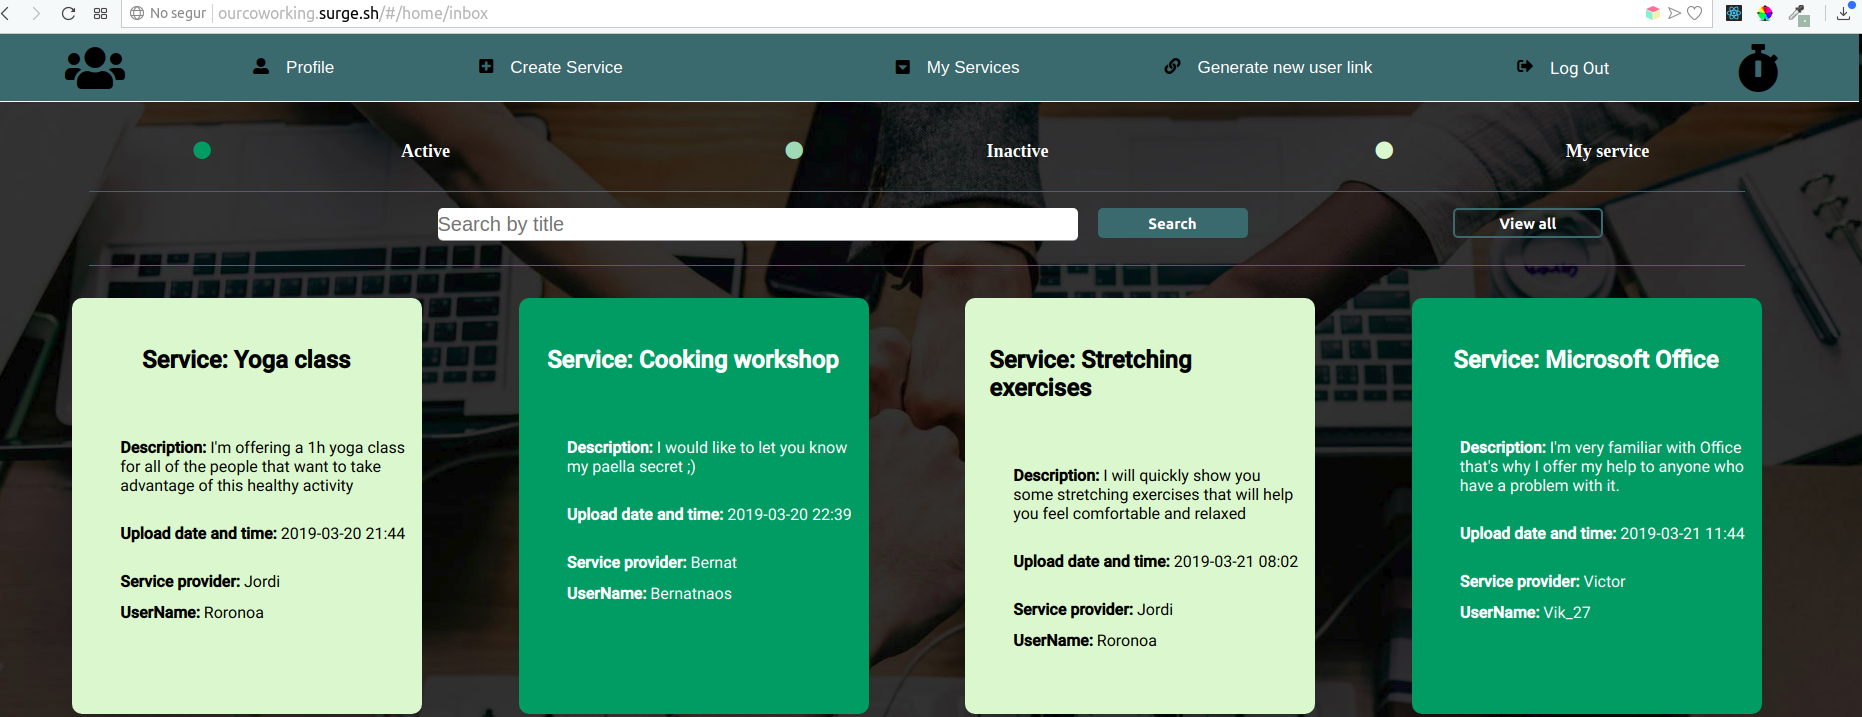 No segur ourcoworking.surge.sh/#/home/inbox
Profile
Create Service
My Services
Generate new user link
Log Out
Active
Inactive
My service
Search by title
Search
View all
Service: Yoga class
Description: I'm offering a 1h yoga class
for all of the people that want to take
advantage of this healthy activity
Upload date and time: 2019-03-20 21:44
Service provider: Jordi
UserName: Roronoa
Service: Cooking workshop
Description: I would like to let you know
my paella secret ;)
Upload date and time: 2019-03-20 22:39
Service provider: Bernat
UserName: Bernatnaos
Service: Stretching
exercises
Description: I will quickly show you
some stretching exercises that will help
you feel comfortable and relaxed
Upload date and time: 2019-03-21 08:02
Service provider: Jordi
UserName: Roronoa
Service: Microsoft Office
Description: I'm very familiar with Office
that's why I offer my help to anyone who
have a problem with it.
Upload date and time: 2019-03-21 11:44
Service provider: Victor
UserName: Vik_27